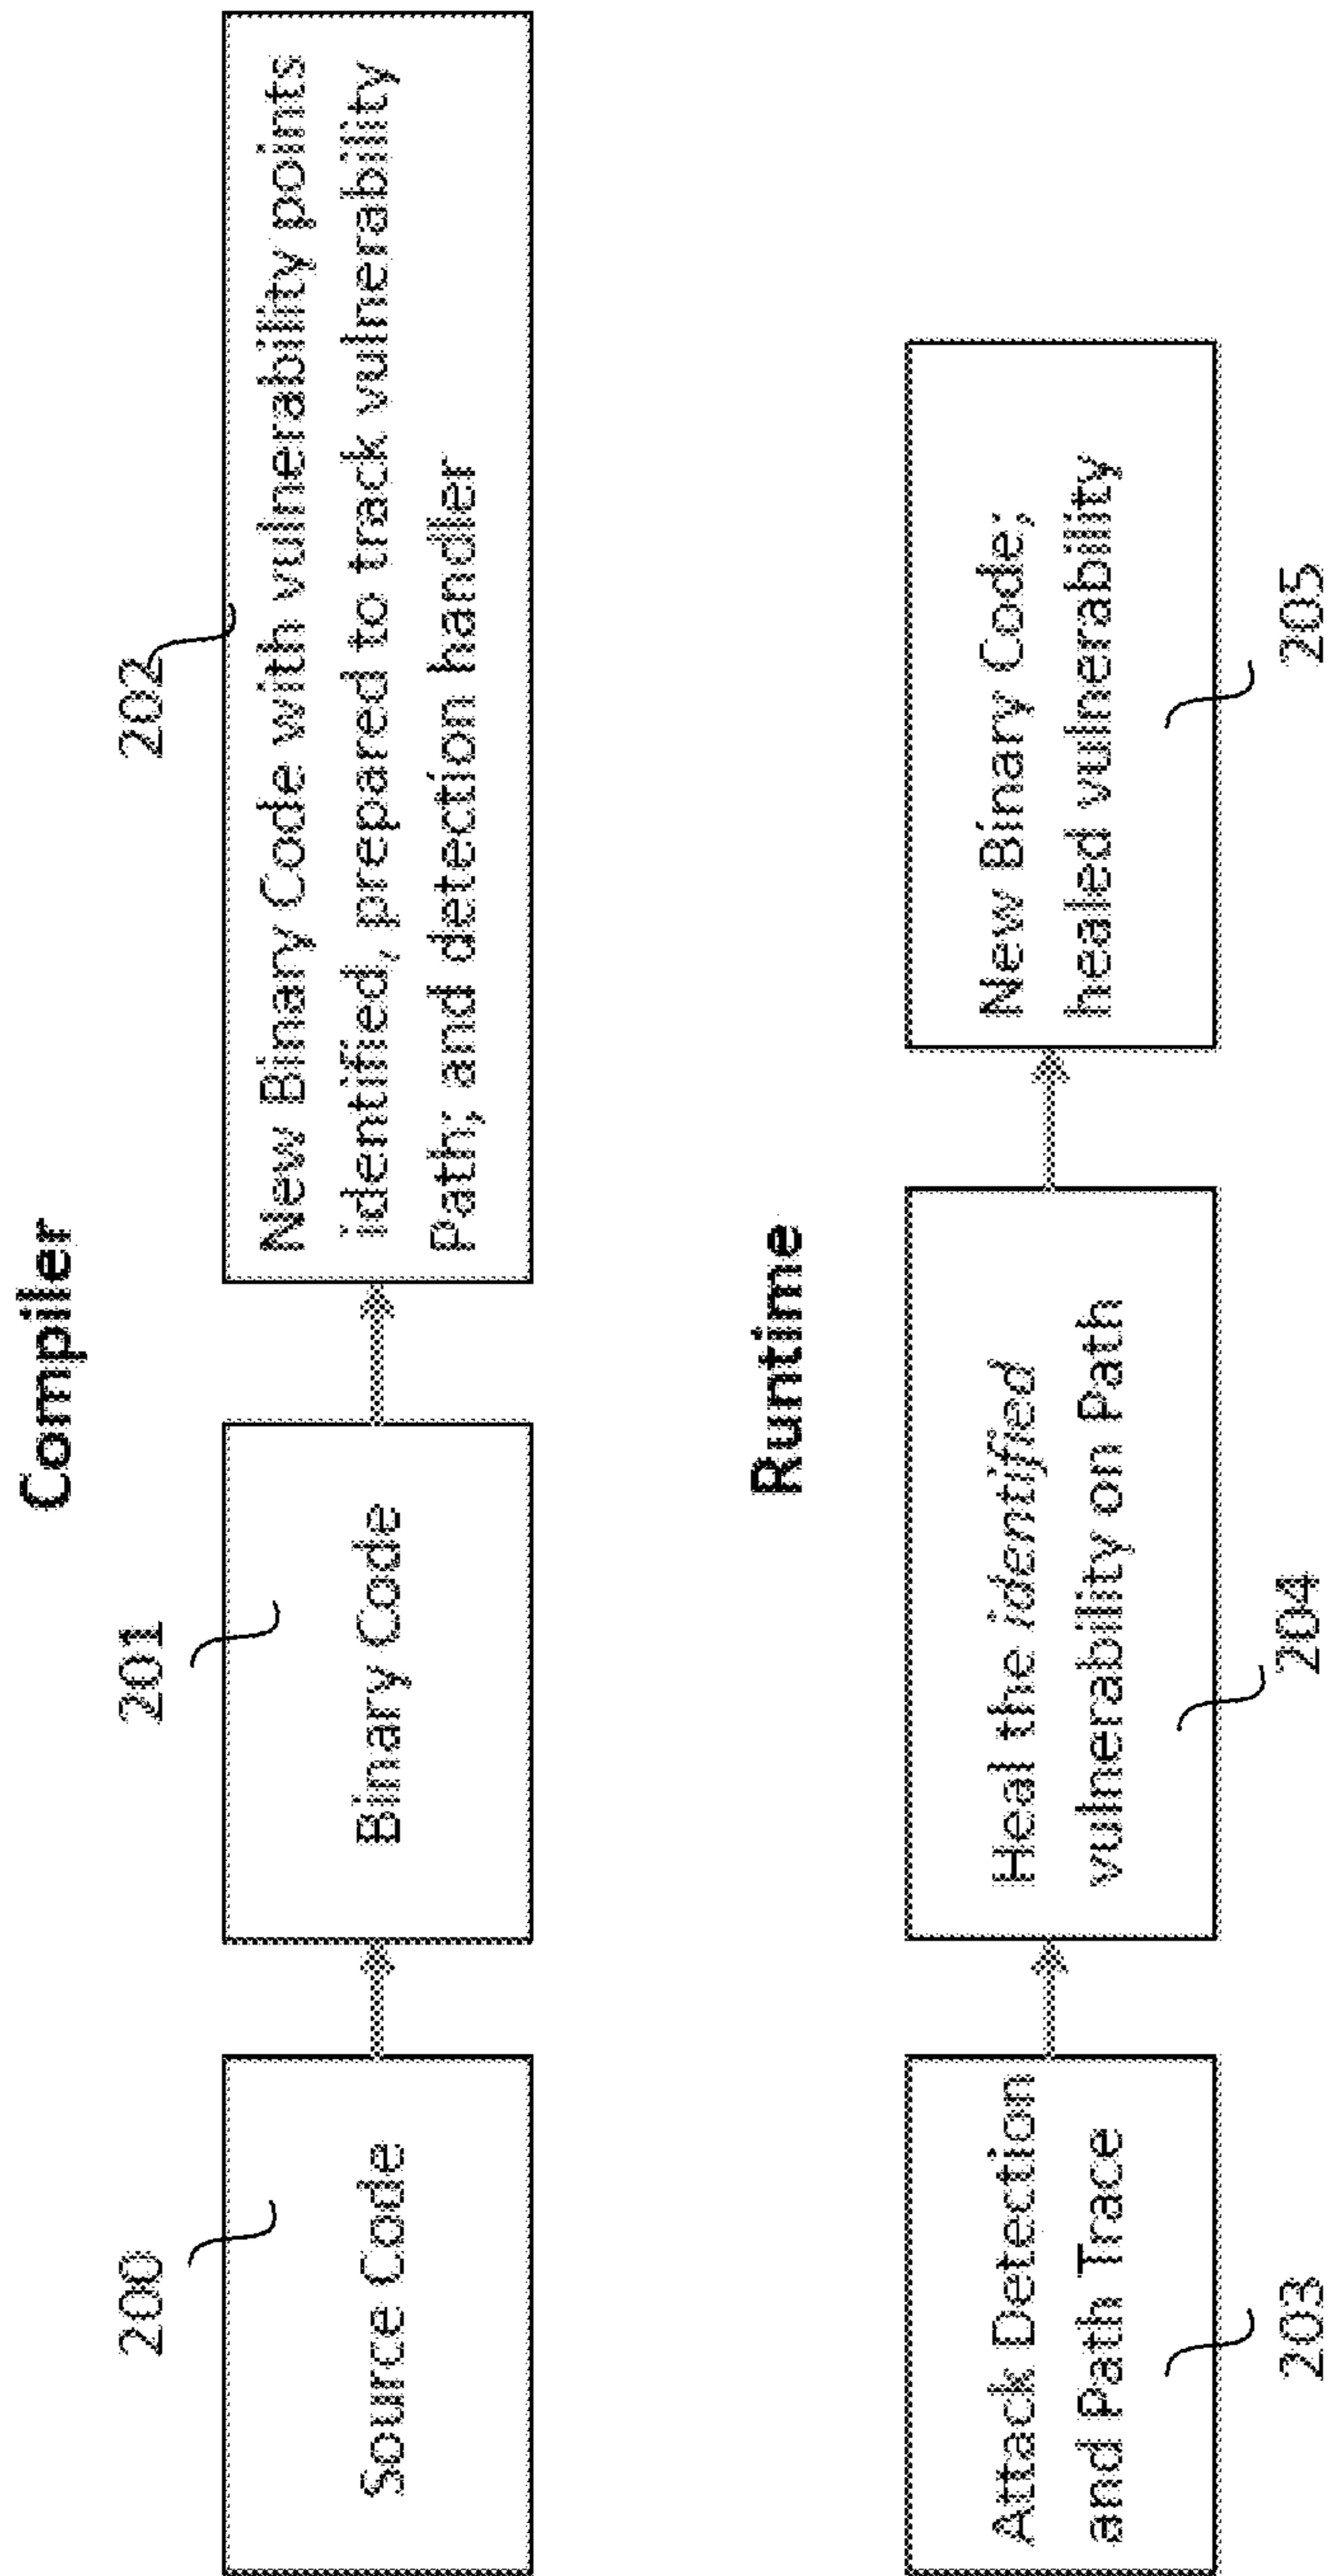 Compiler
200
201
202
Source Code
Binary Code
New Binary Code with vulnerability points
identified, prepared to track vulnerability
Path; and detection handler
Runtime
Attack Detection
and Path Trace
Heal the identified
vulnerability on Path
New Binary Code;
healed vulnerability
203
204
205